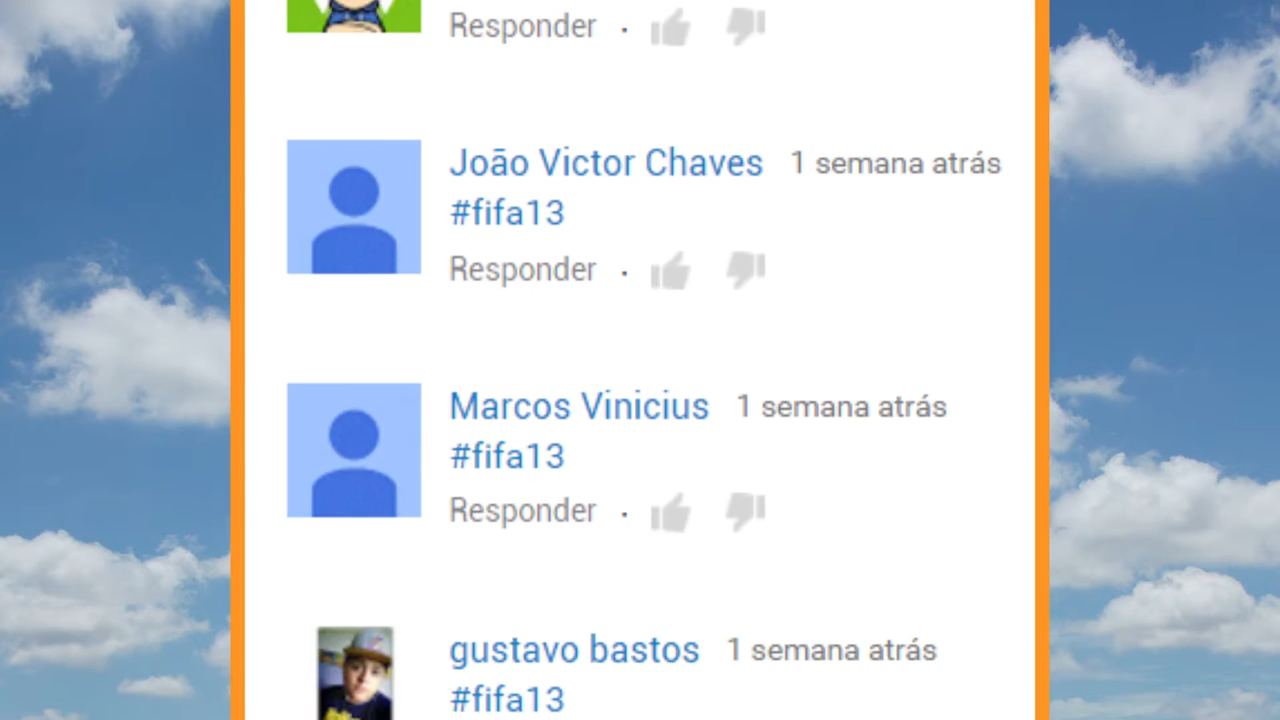 Responder ·
João Victor Chaves 1 semana atrás
#fifa13
Responder ·
Marcos Vinicius 1 semana atrás
#fifa13
Responder ·
gustavo bastos 1 semana atrás
#fifa13